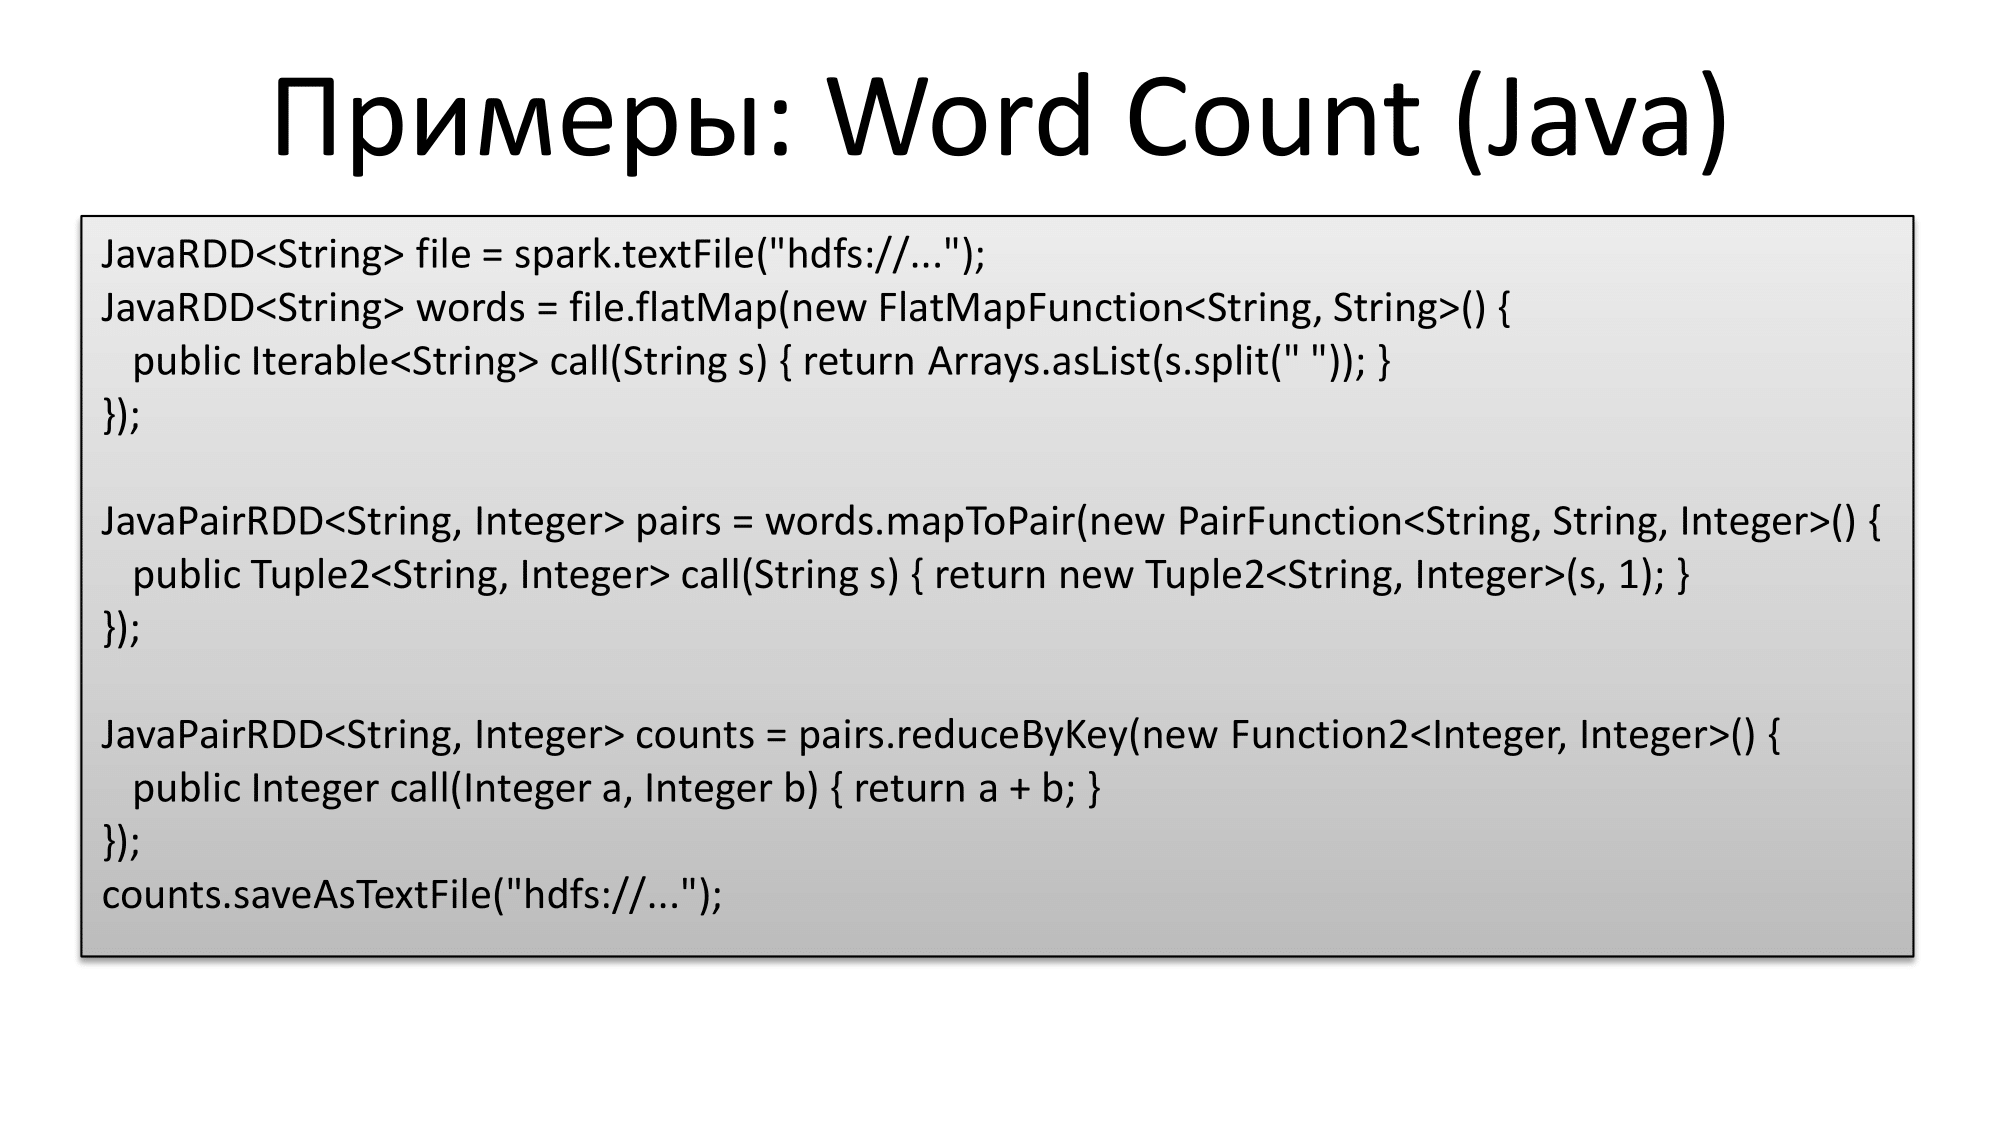 Примеры: Word Count (Java)
JavaRDD<String> file = spark.textFile("hdfs://...");
JavaRDD<String> words = file.flatMap(new FlatMapFunction<String, String>() {
public Iterable<String> call(String s) { return Arrays.asList(s.split(" ")); }
});
JavaPairRDD<String, Integer> pairs = words.mapToPair(new PairFunction<String, String, Integer>() {
public Tuple2<String, Integer> call(String s) { return new Tuple2<String, Integer>(s, 1); }
});
JavaPairRDD<String, Integer> counts = pairs.reduceByKey(new Function2<Integer, Integer>() {
public Integer call(Integer a, Integer b) { return a + b; }
});
counts.saveAsTextFile("hdfs://...");